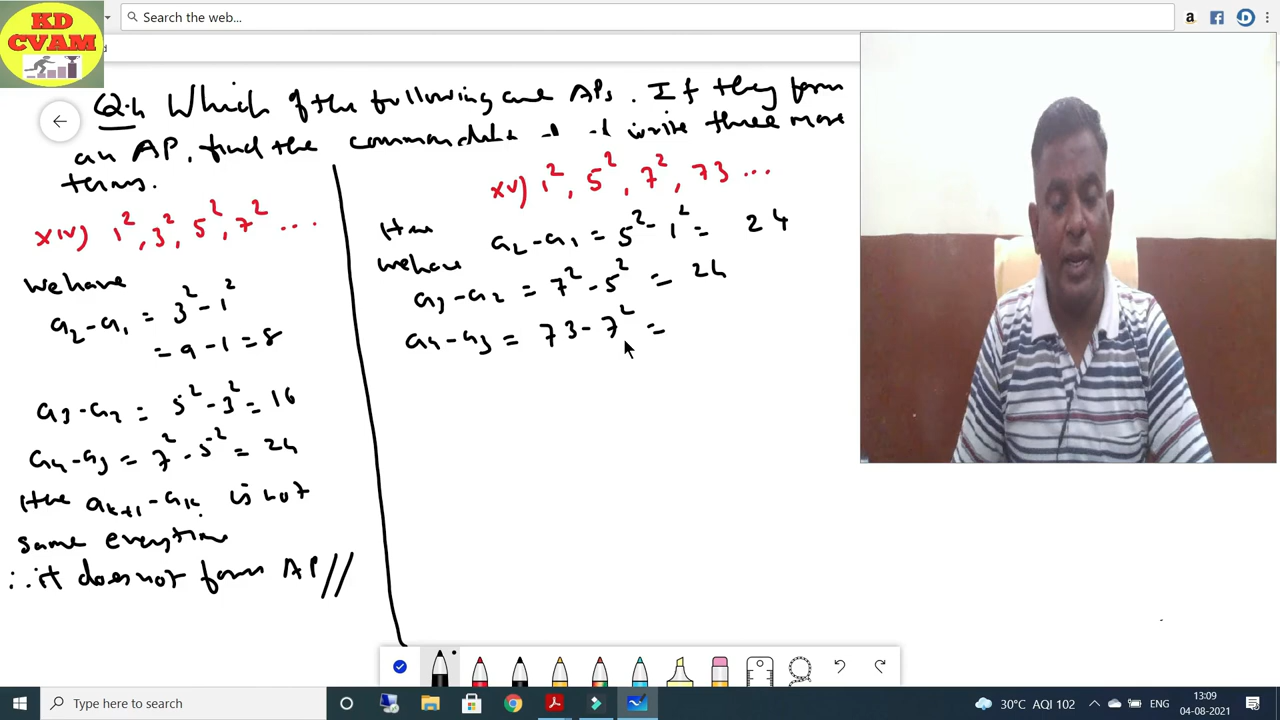 KD
CVAM
Search the web...
Q.4 Which of the following are APs. If they form
an AP, find the common write three more
terms.
xiv) 1², 3², 5², 7² ...
We have
a₂ - a₁ = 3² - 1²
= 9 - 1 = 8
a₃ - a₂ = 5² - 3² = 16
a₄ - a₃ = 7² - 5² = 24
Here aₖ₊₁ - aₖ is not
same everytime
∴ it does not form AP //
xv) 1², 5², 7², 73 ...
Here
We have a₂ - a₁ = 5² - 1² = 24
a₃ - a₂ = 7² - 5² = 24
a₄ - a₃ = 73 - 7² =
Type here to search
30°C AQI 102
ENG
13:09
04-08-2021